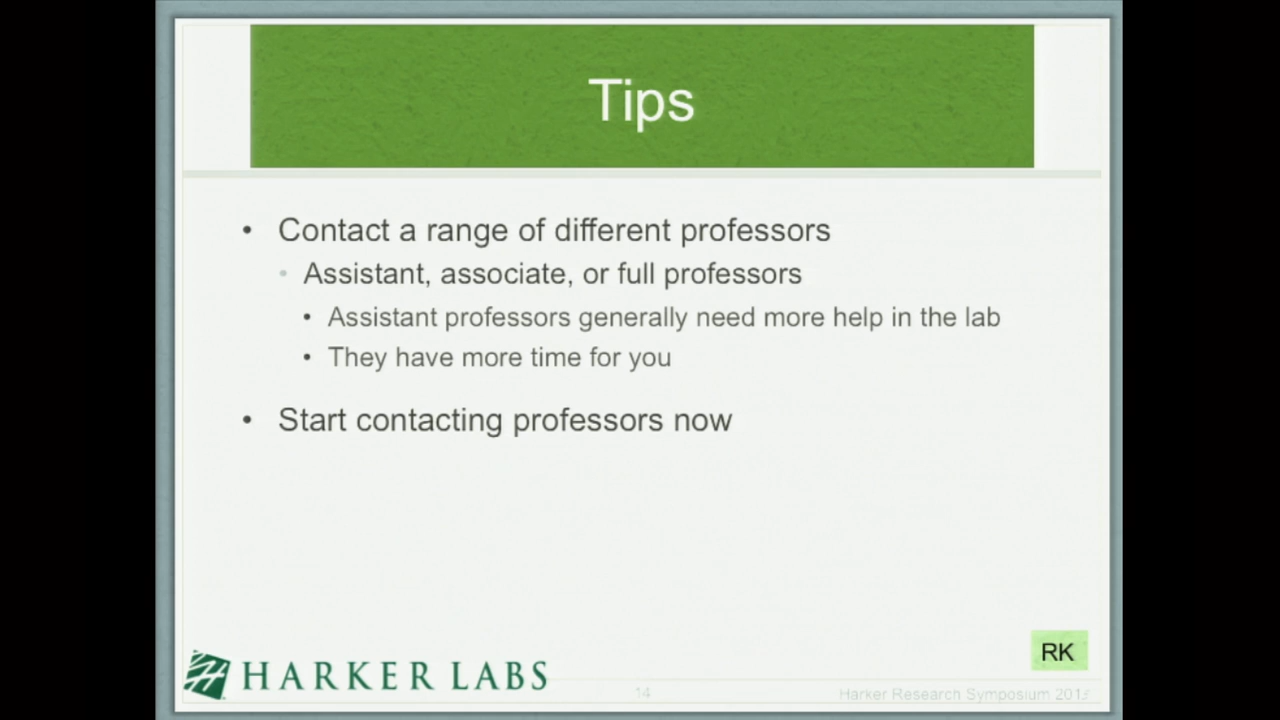 Tips
• Contact a range of different professors
• Assistant, associate, or full professors
• Assistant professors generally need more help in the lab
• They have more time for you
• Start contacting professors now
RK
HARKER LABS
14
Harker Research Symposium